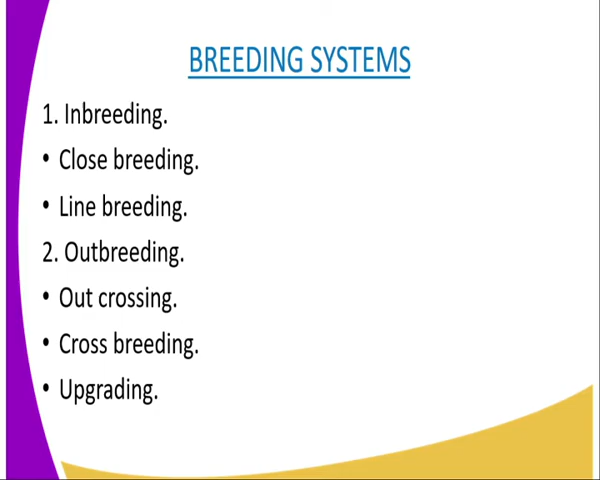 BREEDING SYSTEMS
1. Inbreeding.
• Close breeding.
• Line breeding.
2. Outbreeding.
• Out crossing.
• Cross breeding.
• Upgrading.